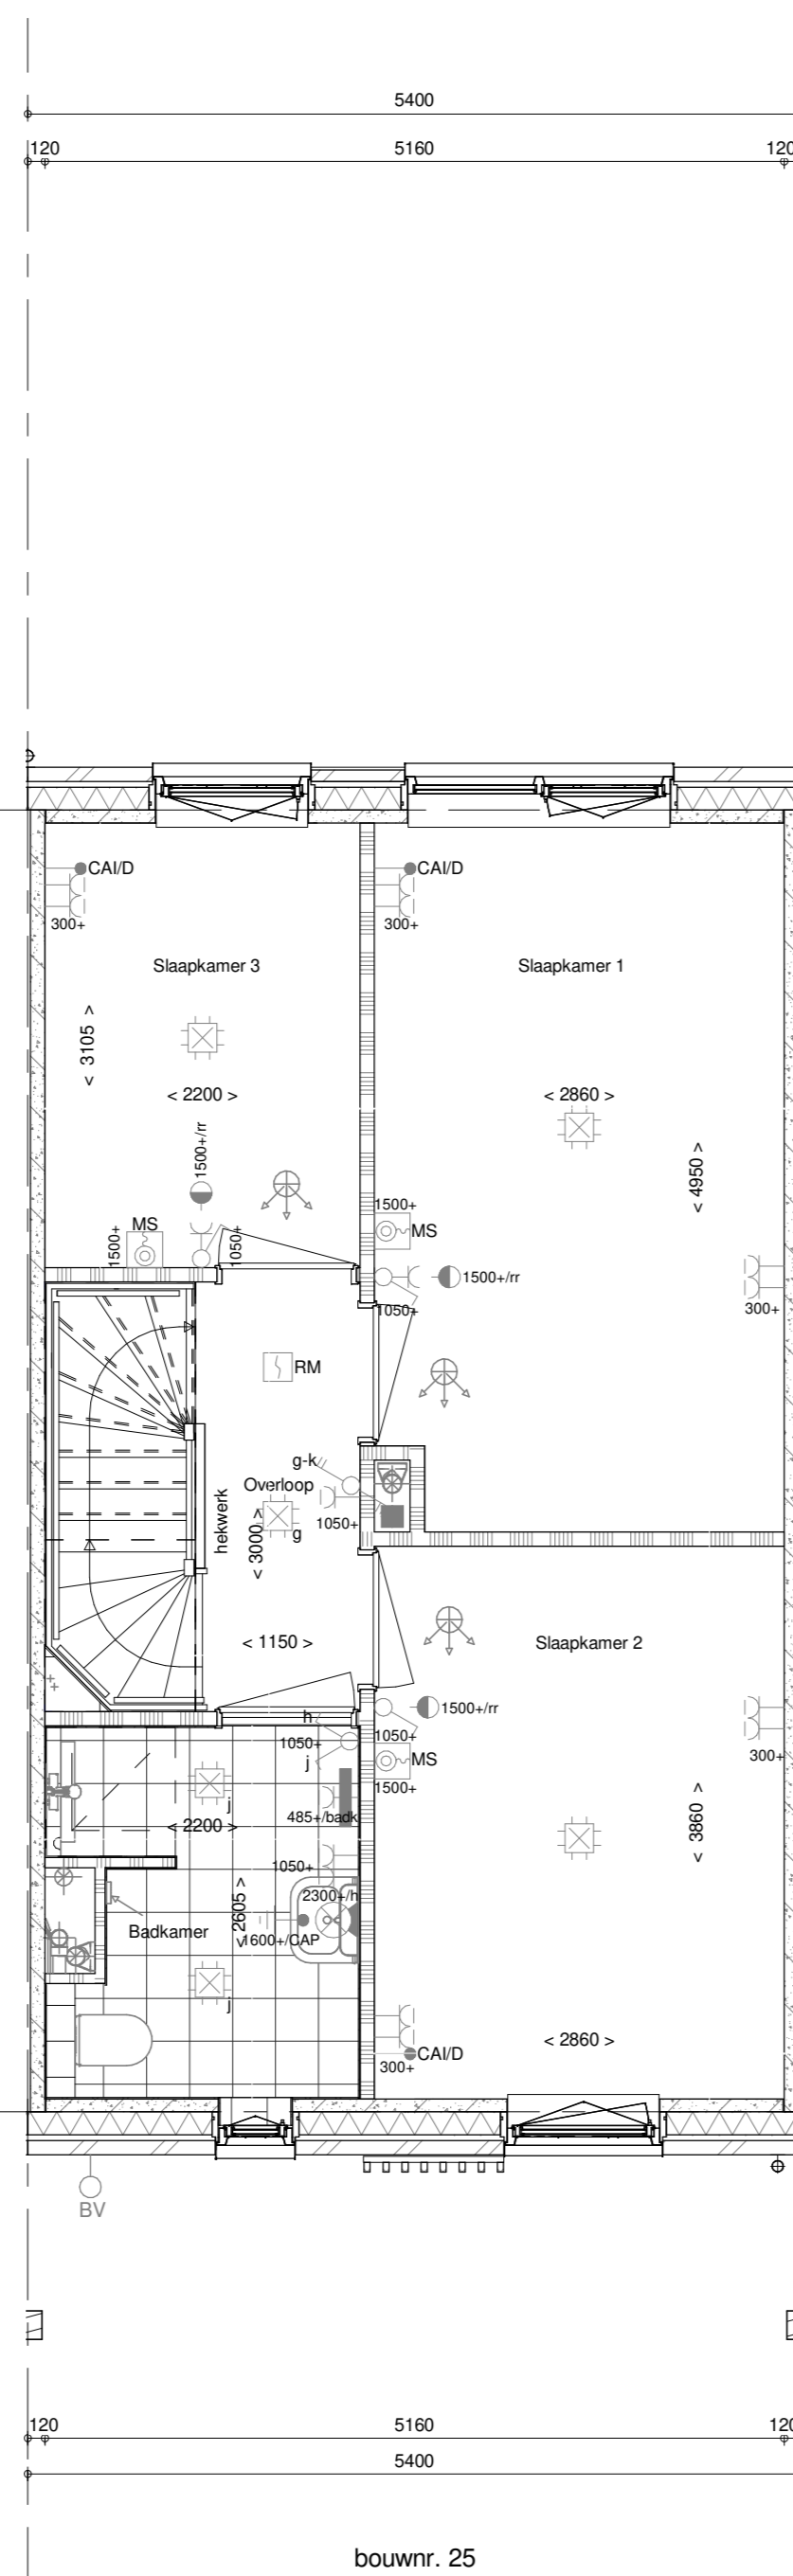 5400
120 5160 120
CAI/D CAI/D
300+ 300+
Slaapkamer 3 Slaapkamer 1
< 3105 >
< 2200 > < 2860 >
1500+/rr
< 4950 >
1500+
MS
1500+
1050+
MS
1500+/rr
1050+
300+
RM
g-k
Overloop
1050+
g
hekwerk
< 3000 >
< 1150 >
Slaapkamer 2
h
1050+
j
1500+/rr
1050+
MS
1500+
300+
j
485+/badk
< 2200 >
< 3860 >
1050+
2300+/h
< 2605 >
Badkamer
1600+/CAP
j
< 2860 >
CAI/D
300+
BV
120 5160 120
5400
bouwnr. 25